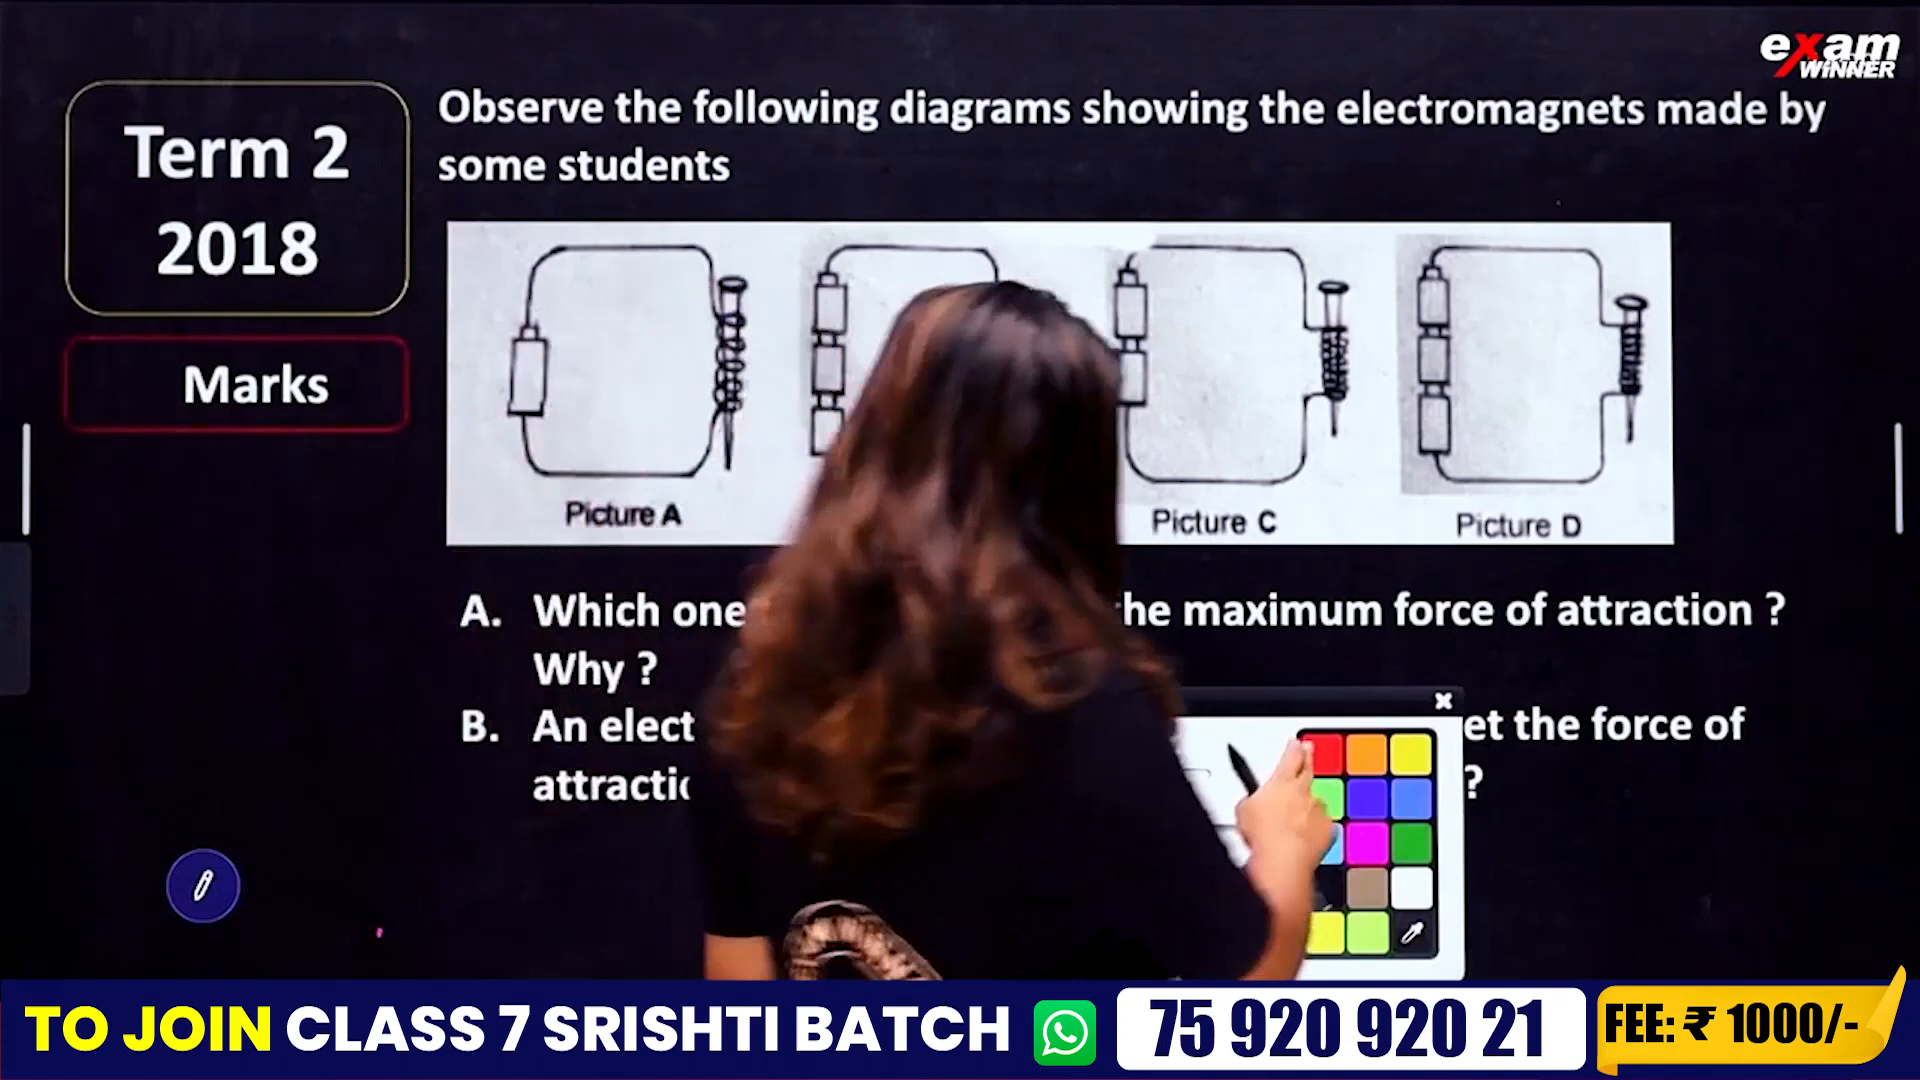 exam
WINNER
Term 2
2018
Marks
Observe the following diagrams showing the electromagnets made by
some students
Picture A
Picture C
Picture D
A. Which one he maximum force of attraction ?
Why ?
B. An elect et the force of
attractic ?
TO JOIN CLASS 7 SRISHTI BATCH
75 920 920 21
FEE: ₹ 1000/-